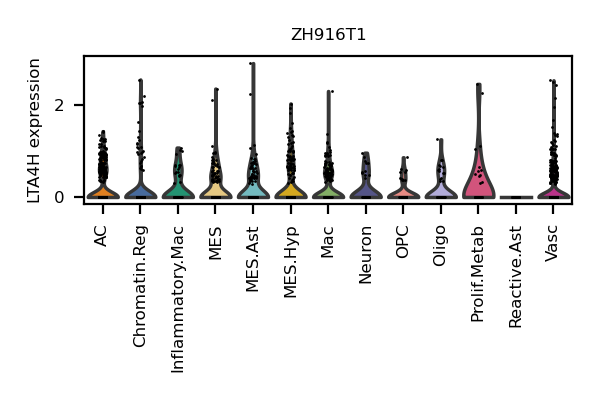 ZH916T1
LTA4H expression
2
0
AC
Chromatin.Reg
Inflammatory.Mac
MES
MES.Ast
MES.Hyp
Mac
Neuron
OPC
Oligo
Prolif.Metab
Reactive.Ast
Vasc